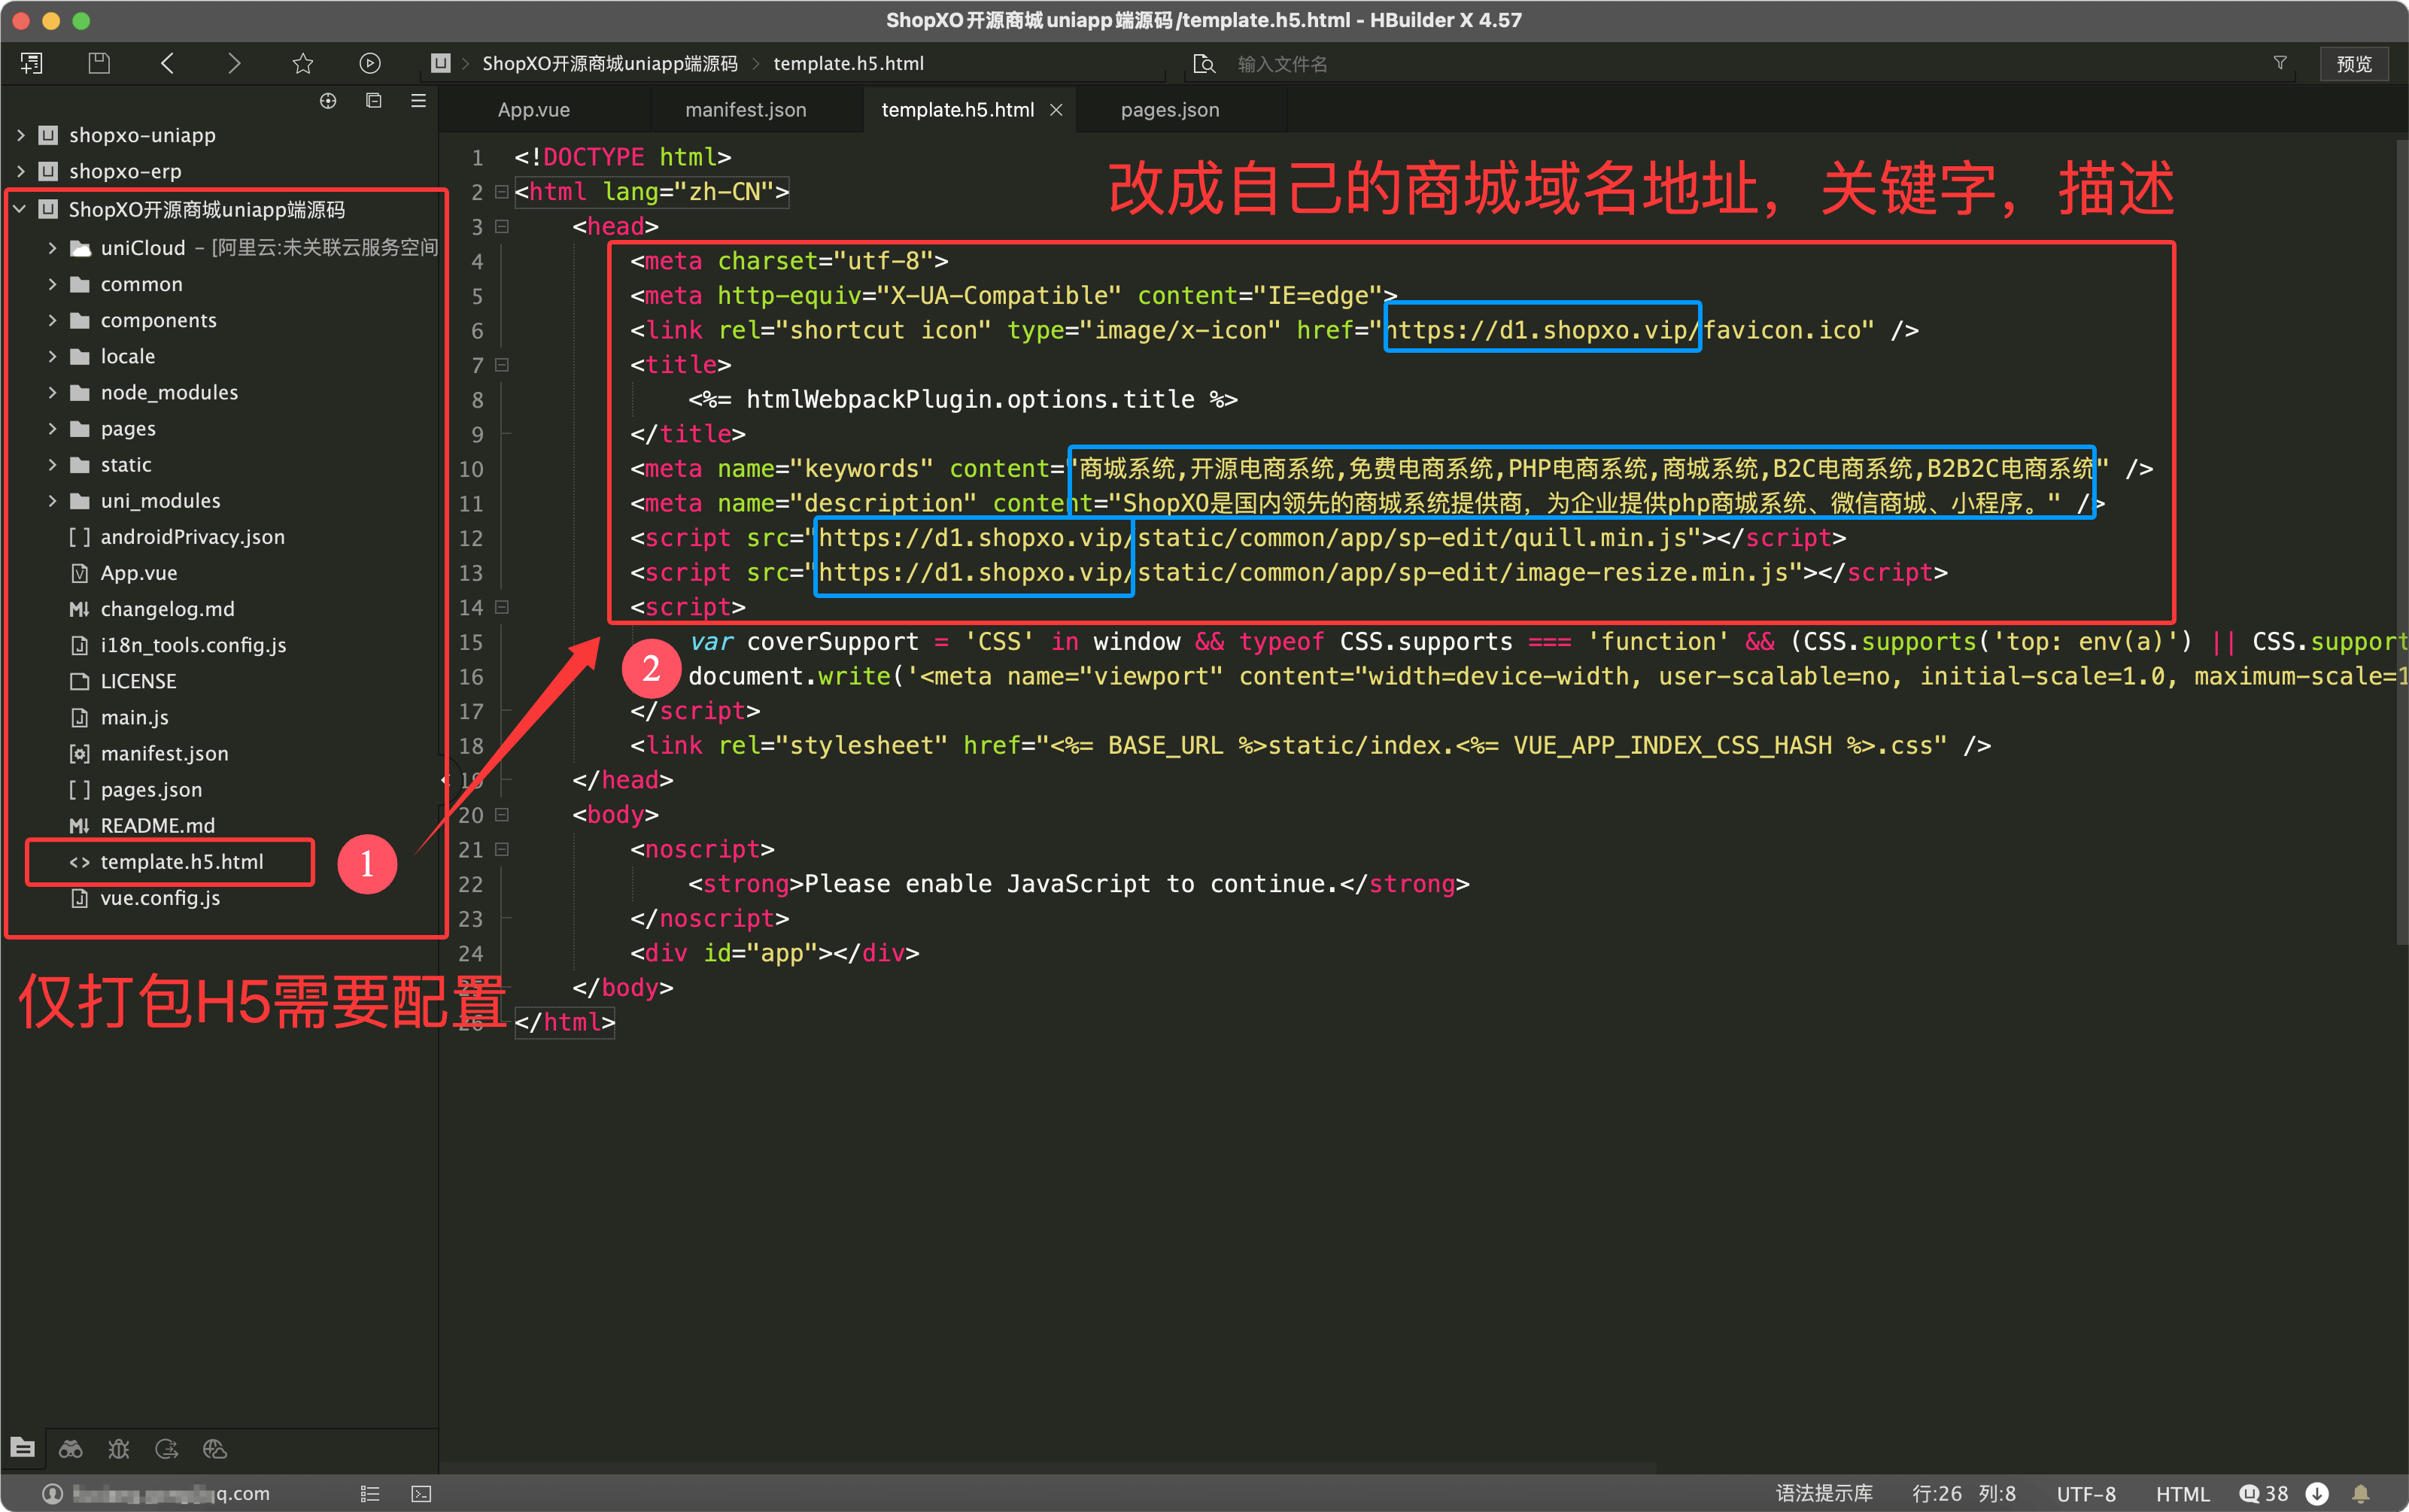 ShopXO开源商城uniapp端源码/template.h5.html - HBuilder X 4.57
ShopXO开源商城uniapp端源码 > template.h5.html
输入文件名
预览
App.vue
manifest.json
template.h5.html
pages.json
shopxo-uniapp
shopxo-erp
ShopXO开源商城uniapp端源码
uniCloud - [阿里云:未关联云服务空间
common
components
locale
node_modules
pages
static
uni_modules
androidPrivacy.json
App.vue
changelog.md
i18n_tools.config.js
LICENSE
main.js
manifest.json
pages.json
README.md
template.h5.html
vue.config.js
1
仅打包H5需要配置
改成自己的商城域名地址，关键字，描述
1 <!DOCTYPE html>
2 <html lang="zh-CN">
3 <head>
4 <meta charset="utf-8">
5 <meta http-equiv="X-UA-Compatible" content="IE=edge">
6 <link rel="shortcut icon" type="image/x-icon" href="https://d1.shopxo.vip/favicon.ico" />
7 <title>
8 <%= htmlWebpackPlugin.options.title %>
9 </title>
10 <meta name="keywords" content="商城系统,开源电商系统,免费电商系统,PHP电商系统,商城系统,B2C电商系统,B2B2C电商系统" />
11 <meta name="description" content="ShopXO是国内领先的商城系统提供商，为企业提供php商城系统、微信商城、小程序。" />
12 <script src="https://d1.shopxo.vip/static/common/app/sp-edit/quill.min.js"></script>
13 <script src="https://d1.shopxo.vip/static/common/app/sp-edit/image-resize.min.js"></script>
14 <script>
2
15 var coverSupport = 'CSS' in window && typeof CSS.supports === 'function' && (CSS.supports('top: env(a)') || CSS.support
16 document.write('<meta name="viewport" content="width=device-width, user-scalable=no, initial-scale=1.0, maximum-scale=1
17 </script>
18 <link rel="stylesheet" href="<%= BASE_URL %>static/index.<%= VUE_APP_INDEX_CSS_HASH %>.css" />
19 </head>
20 <body>
21 <noscript>
22 <strong>Please enable JavaScript to continue.</strong>
23 </noscript>
24 <div id="app"></div>
25 </body>
26 </html>
q.com
语法提示库
行:26 列:8
UTF-8
HTML
38